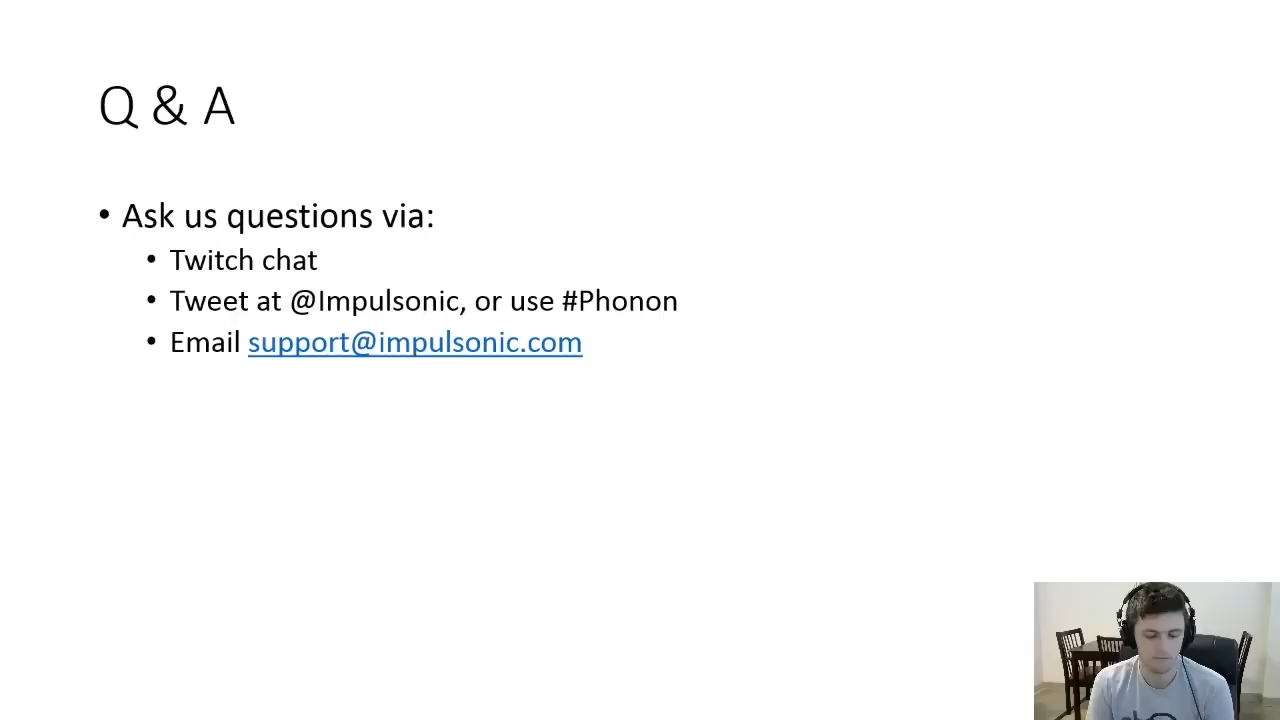 Q & A
• Ask us questions via:
• Twitch chat
• Tweet at @Impulsonic, or use #Phonon
• Email support@impulsonic.com